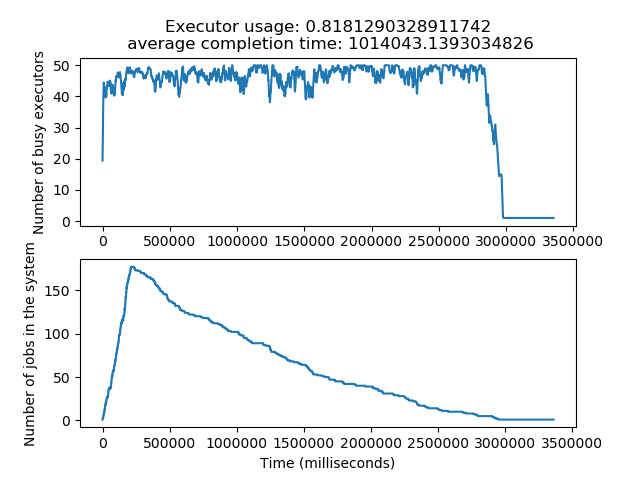 Executor usage: 0.8181290328911742
average completion time: 1014043.1393034826
Number of busy executors
50
40
30
20
10
0
0 500000 1000000 1500000 2000000 2500000 3000000 3500000
Number of jobs in the system
150
100
50
0
0 500000 1000000 1500000 2000000 2500000 3000000 3500000
Time (milliseconds)